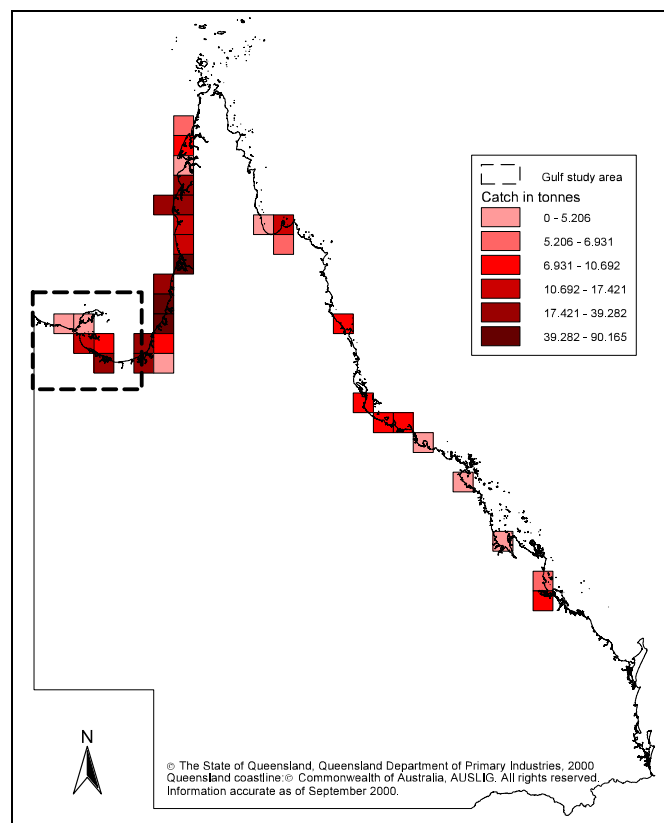 Gulf study area
Catch in tonnes
0 - 5.206
5.206 - 6.931
6.931 - 10.692
10.692 - 17.421
17.421 - 39.282
39.282 - 90.165
N
© The State of Queensland, Queensland Department of Primary Industries, 2000
Queensland coastline:© Commonwealth of Australia, AUSLIG. All rights reserved.
Information accurate as of September 2000.